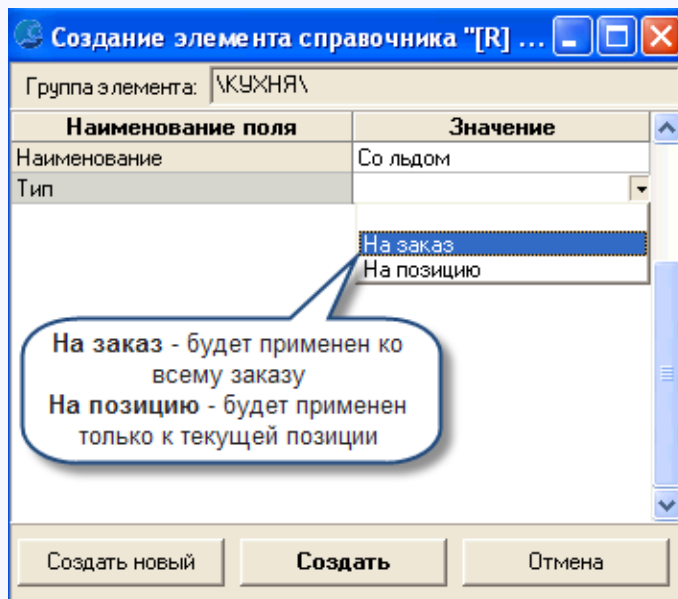 Создание элемента справочника "[R] ...
Группа элемента: \КУХНЯ\
Наименование поля Значение
Наименование Со льдом
Тип
На заказ
На позицию
На заказ - будет применен ко
всему заказу
На позицию - будет применен
только к текущей позиции
Создать новый Создать Отмена